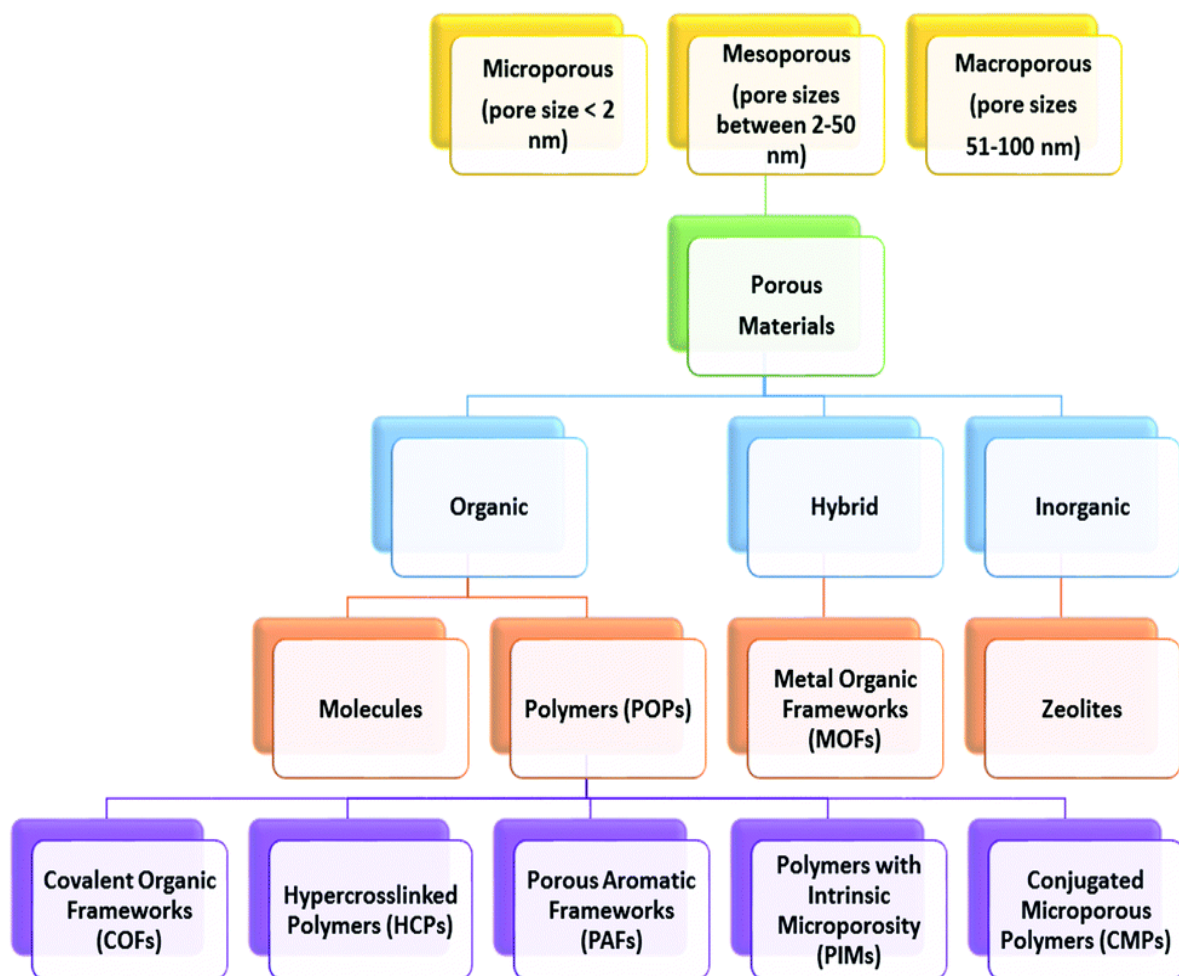 Microporous
(pore size < 2
nm)
Mesoporous
(pore sizes
between 2-50
nm)
Macroporous
(pore sizes
51-100 nm)
Porous
Materials
Organic
Hybrid
Inorganic
Molecules
Polymers (POPs)
Metal Organic
Frameworks
(MOFs)
Zeolites
Covalent Organic
Frameworks
(COFs)
Hypercrosslinked
Polymers (HCPs)
Porous Aromatic
Frameworks
(PAFs)
Polymers with
Intrinsic
Microporosity
(PIMs)
Conjugated
Microporous
Polymers (CMPs)